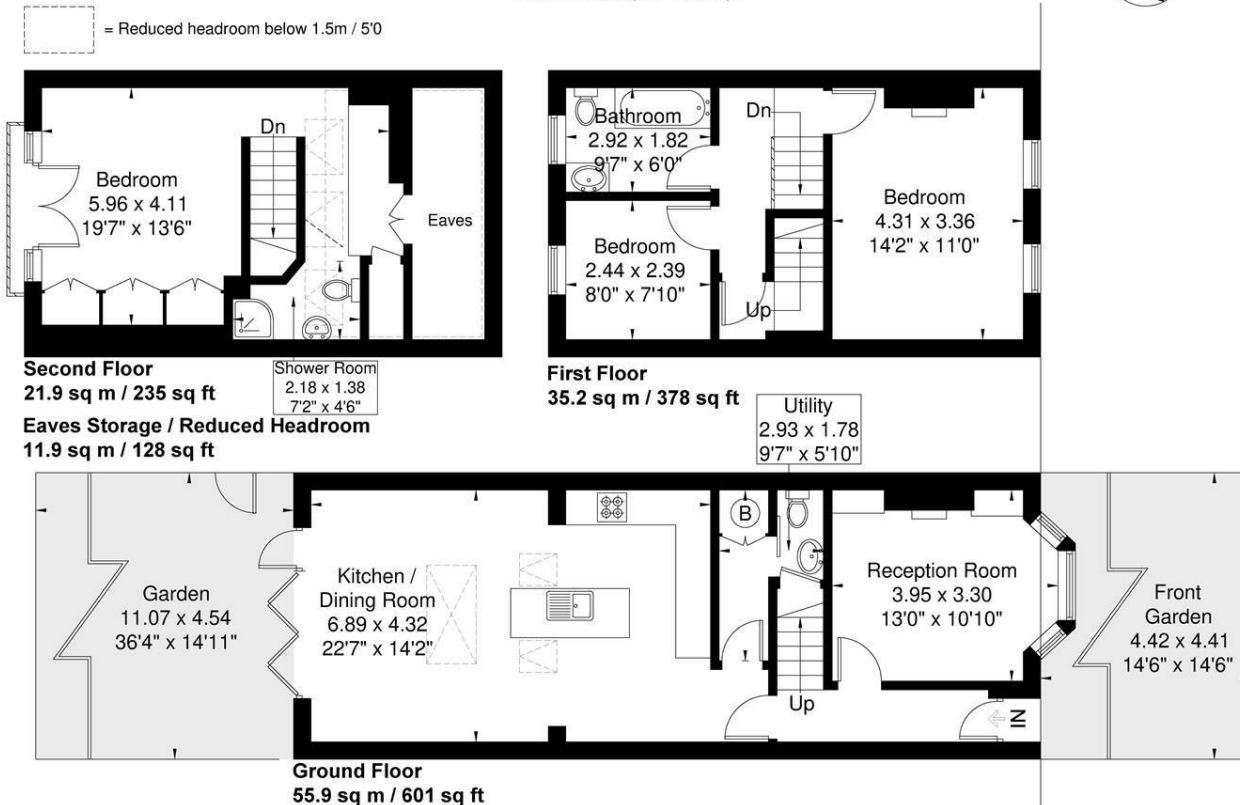 = Reduced headroom below 1.5m / 5'0
Dn
Bedroom
5.96 x 4.11
19'7" x 13'6"
Eaves
Second Floor
21.9 sq m / 235 sq ft
Shower Room
2.18 x 1.38
7'2" x 4'6"
Eaves Storage / Reduced Headroom
11.9 sq m / 128 sq ft
Bathroom
2.92 x 1.82
9'7" x 6'0"
Dn
Bedroom
4.31 x 3.36
14'2" x 11'0"
Bedroom
2.44 x 2.39
8'0" x 7'10"
Up
First Floor
35.2 sq m / 378 sq ft
Utility
2.93 x 1.78
9'7" x 5'10"
Garden
11.07 x 4.54
36'4" x 14'11"
Kitchen /
Dining Room
6.89 x 4.32
22'7" x 14'2"
B
Reception Room
3.95 x 3.30
13'0" x 10'10"
Up
IN
Front
Garden
4.42 x 4.41
14'6" x 14'6"
Ground Floor
55.9 sq m / 601 sq ft